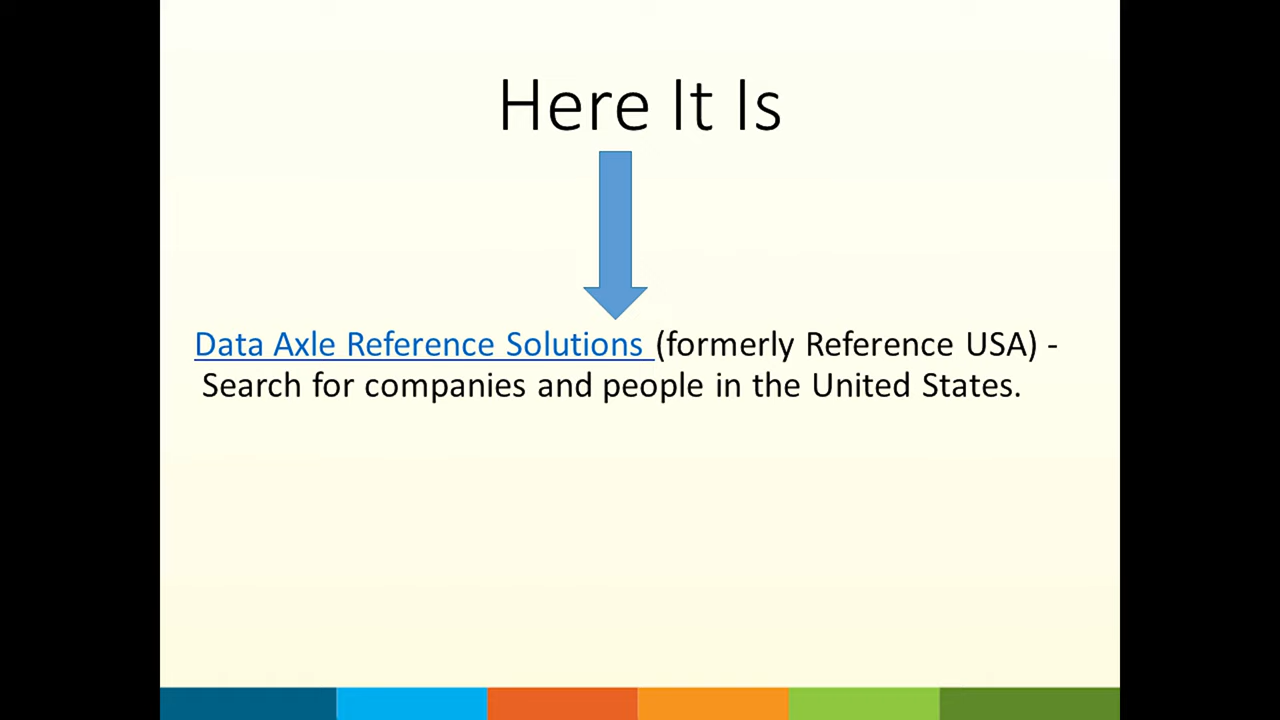 Here It Is
Data Axle Reference Solutions (formerly Reference USA) -
Search for companies and people in the United States.